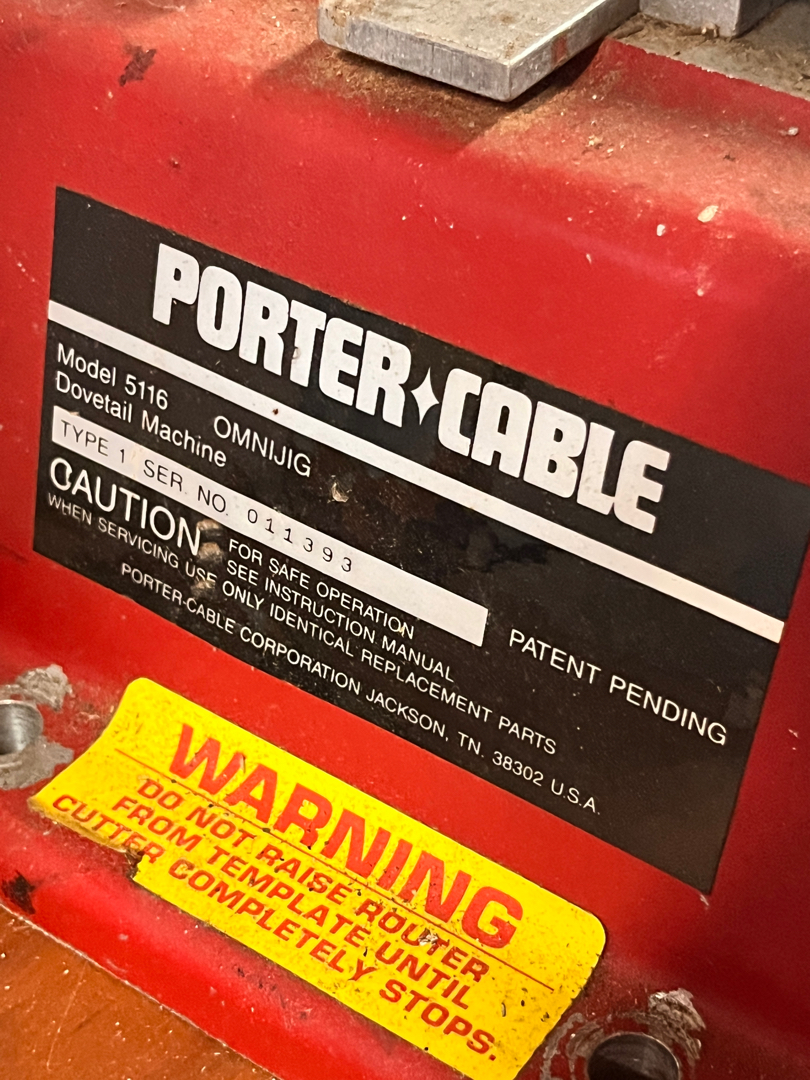 PORTER✦CABLE
Model 5116
Dovetail Machine
OMNIJIG
TYPE 1 SER. NO. 011393
CAUTION
FOR SAFE OPERATION
SEE INSTRUCTION MANUAL
WHEN SERVICING USE ONLY IDENTICAL REPLACEMENT PARTS
PORTER-CABLE CORPORATION JACKSON, TN. 38302 U.S.A.
PATENT PENDING
WARNING
DO NOT RAISE ROUTER
FROM TEMPLATE UNTIL
CUTTER COMPLETELY STOPS.